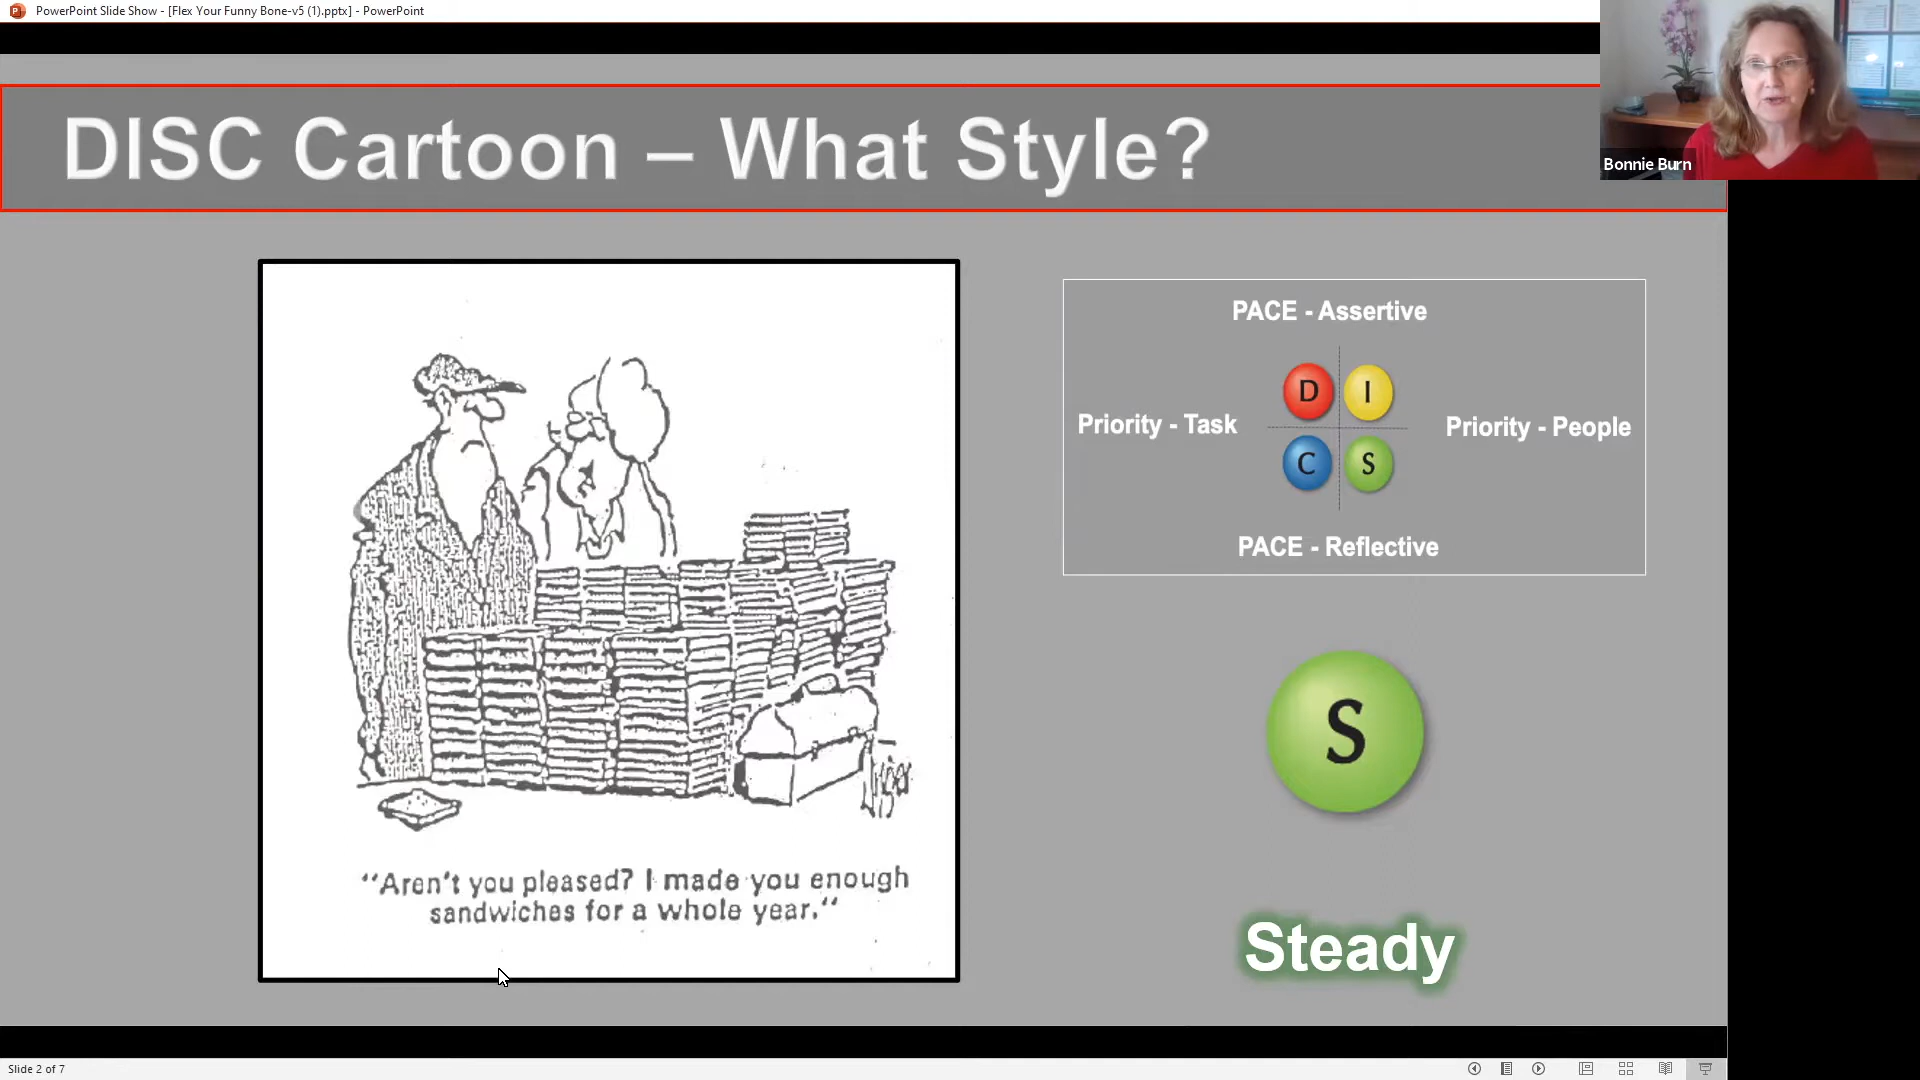 PowerPoint Slide Show - [Flex Your Funny Bone-v5 (1).pptx] - PowerPoint
Bonnie Burn
DISC Cartoon – What Style?
PACE - Assertive
D I
Priority - Task
Priority - People
C S
PACE - Reflective
S
"Aren't you pleased? I made you enough
sandwiches for a whole year."
Steady
Slide 2 of 7